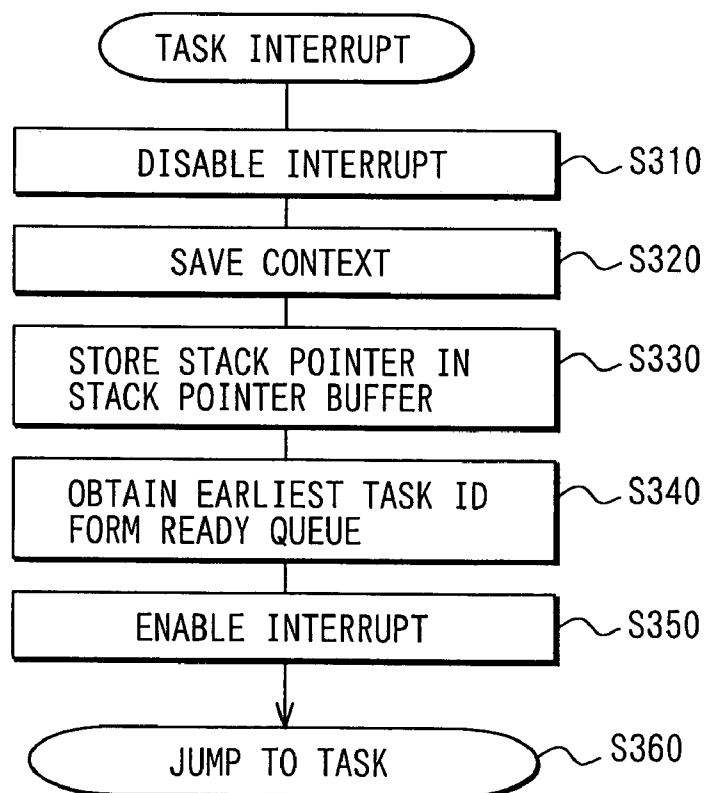 TASK INTERRUPT
DISABLE INTERRUPT
S310
SAVE CONTEXT
S320
STORE STACK POINTER IN
STACK POINTER BUFFER
S330
OBTAIN EARLIEST TASK ID
FORM READY QUEUE
S340
ENABLE INTERRUPT
S350
JUMP TO TASK
S360